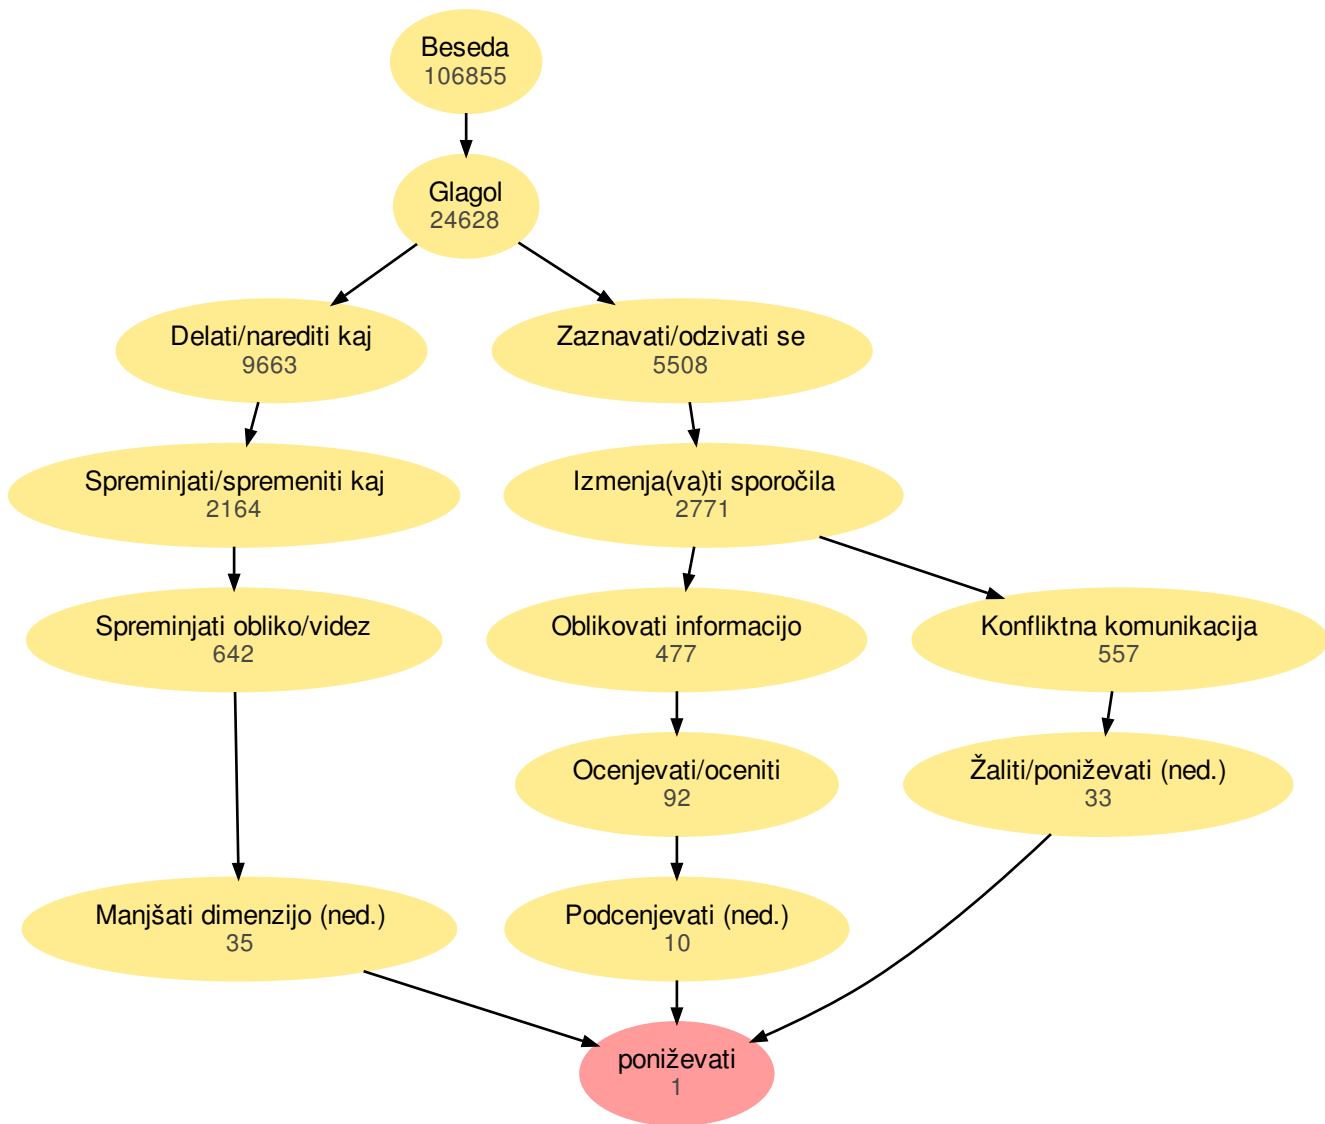 Beseda
106855
Glagol
24628
Delati/narediti kaj
9663
Zaznavati/odzivati se
5508
Spreminjati/spremeniti kaj
2164
Izmenja(va)ti sporočila
2771
Spreminjati obliko/videz
642
Oblikovati informacijo
477
Konfliktna komunikacija
557
Ocenjevati/oceniti
92
Žaliti/poniževati (ned.)
33
Manjšati dimenzijo (ned.)
35
Podcenjevati (ned.)
10
poniževati
1